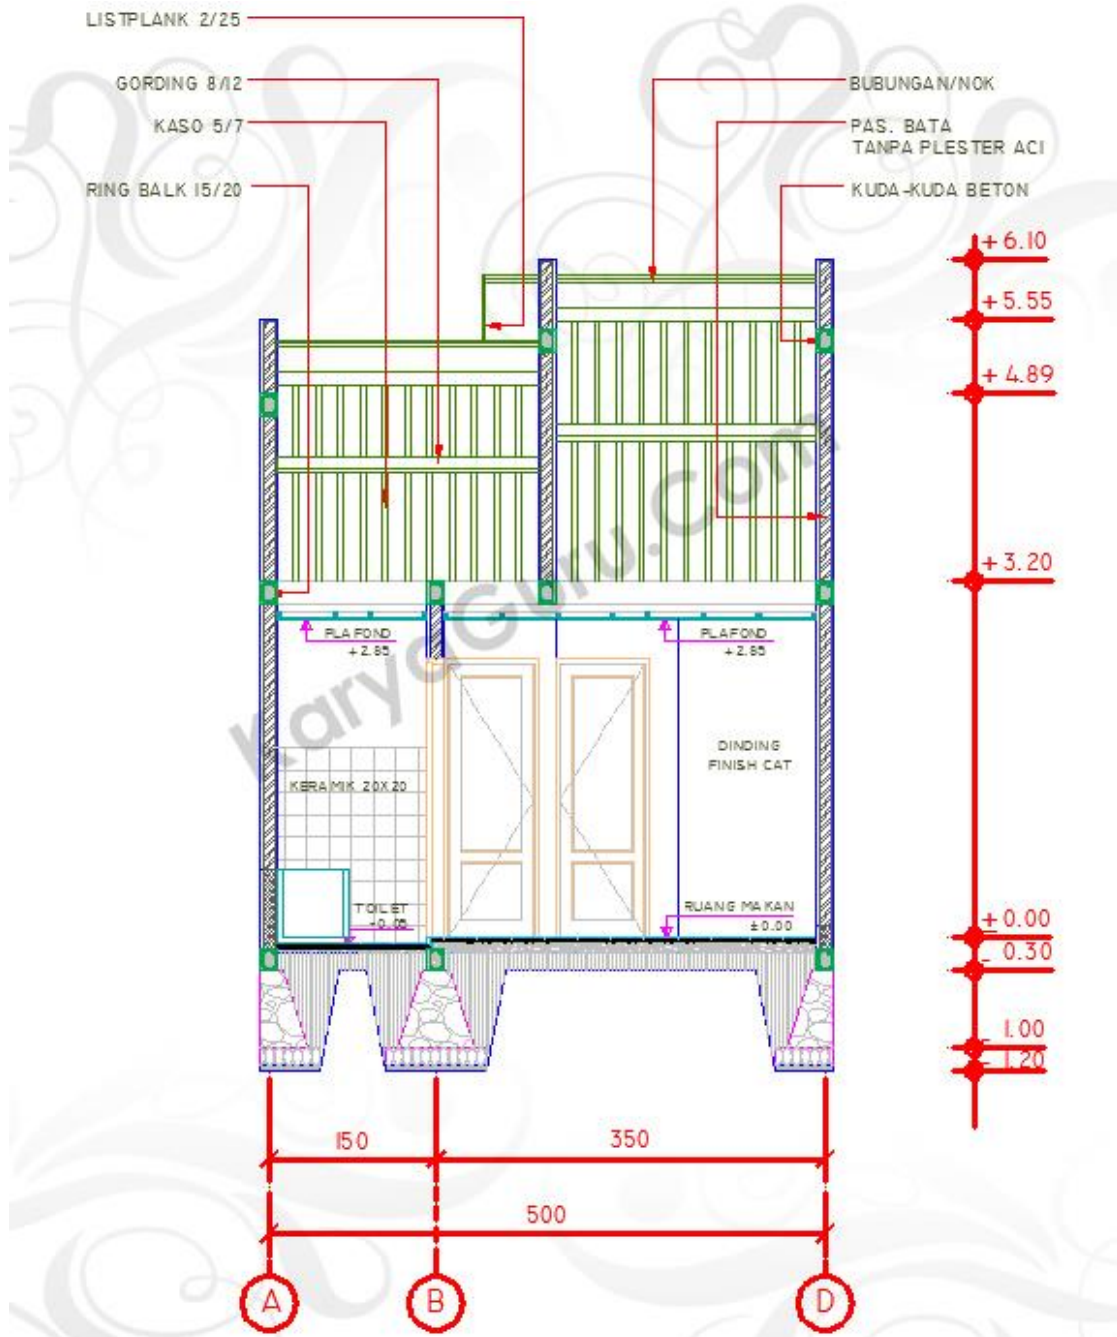 LISTPLANK 2/25
GORDING 8/12
KASO 5/7
RING BALK 15/20
BUBUNGAN/NOK
PAS. BATA
TANPA PLESTER ACI
KUDA-KUDA BETON
+ 6.10
+ 5.55
+ 4.89
+ 3.20
PLAFOND
+2.85
PLAFOND
+2.85
KaryaGuru.Com
DINDING
FINISH CAT
KERAMIK 20X20
TOILET
-0.05
RUANG MAKAN
±0.00
± 0.00
- 0.30
- 1.00
- 1.20
150
350
500
A
B
D